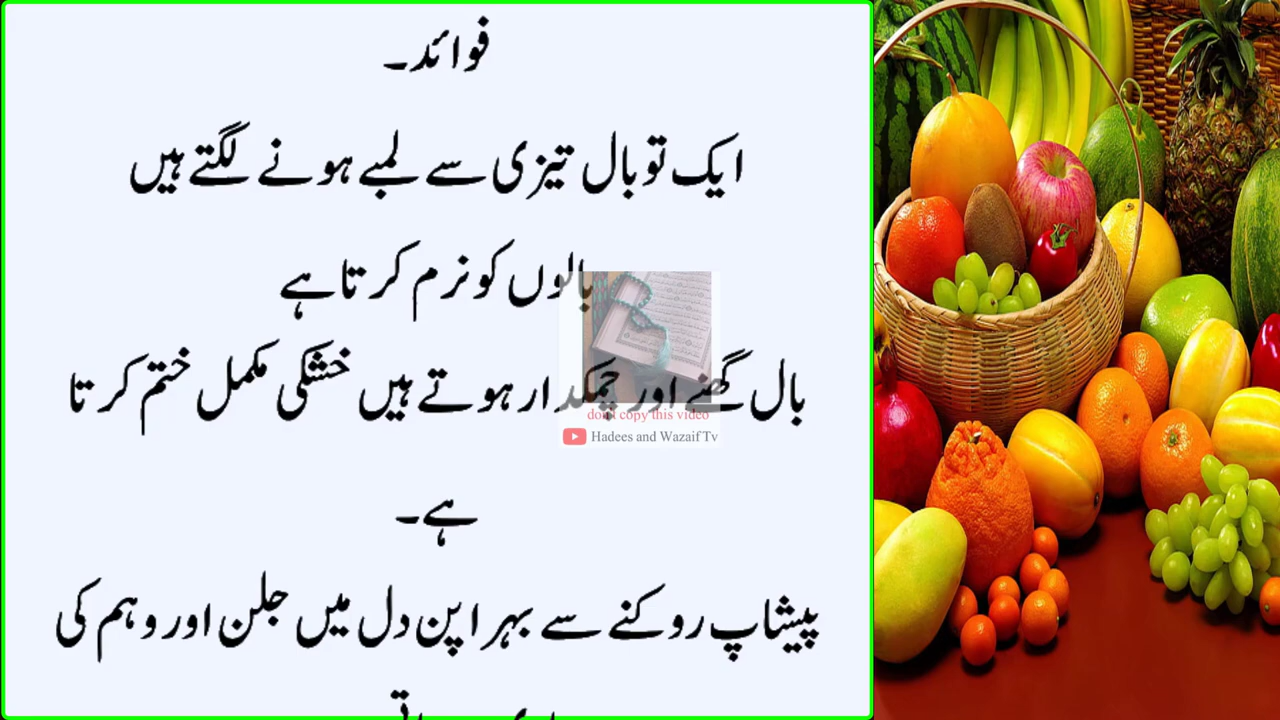 فوائد۔
ایک تو بال تیزی سے لمبے ہونے لگتے ہیں
بالوں کو نرم کرتا ہے
بال گھنے اور چمکدار ہوتے ہیں خشکی مکمل ختم کرتا
ہے۔
پیشاپ روکنے سے بہرا پن دل میں جلن اور وہم کی
don't copy this video
Hadees and Wazaif Tv